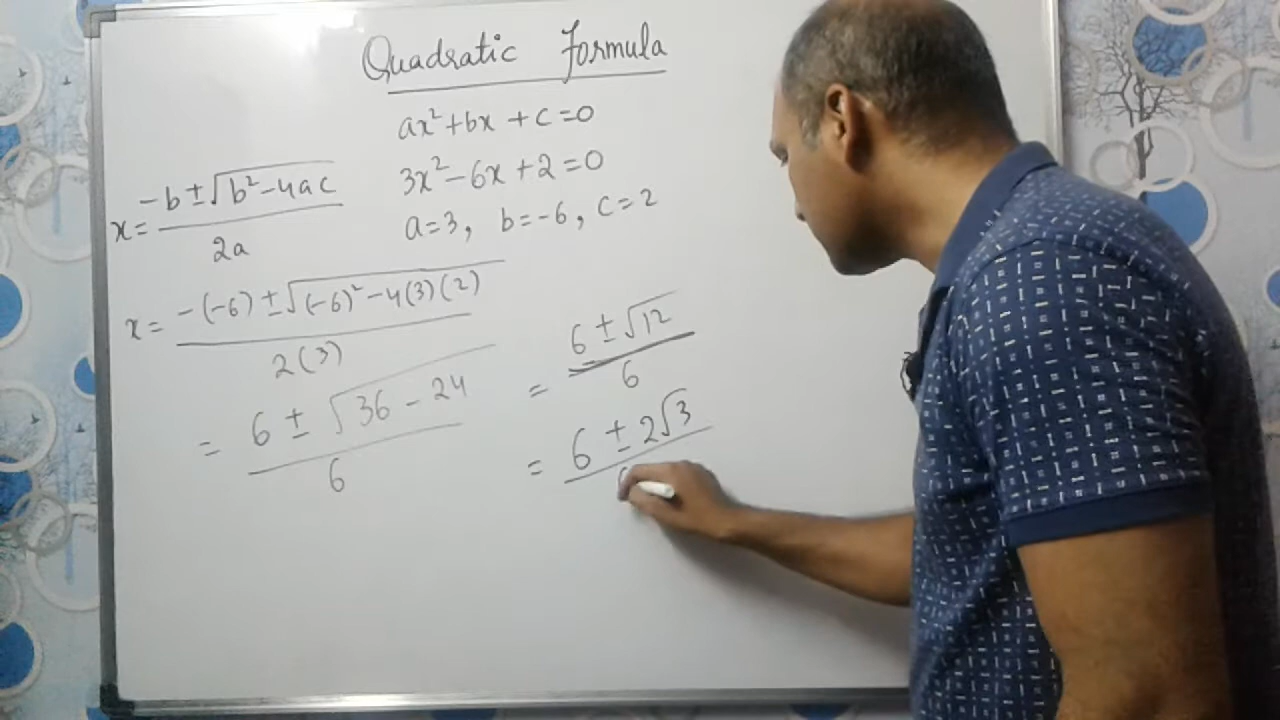 Quadratic Formula
ax²+bx+c=0
3x²-6x+2=0
a=3, b=-6, c=2
x= -b±√(b²-4ac) / 2a
x= -(-6)±√((-6)²-4(3)(2)) / 2(3)
= 6±√(36-24) / 6
= 6±√12 / 6
= 6±2√3 /